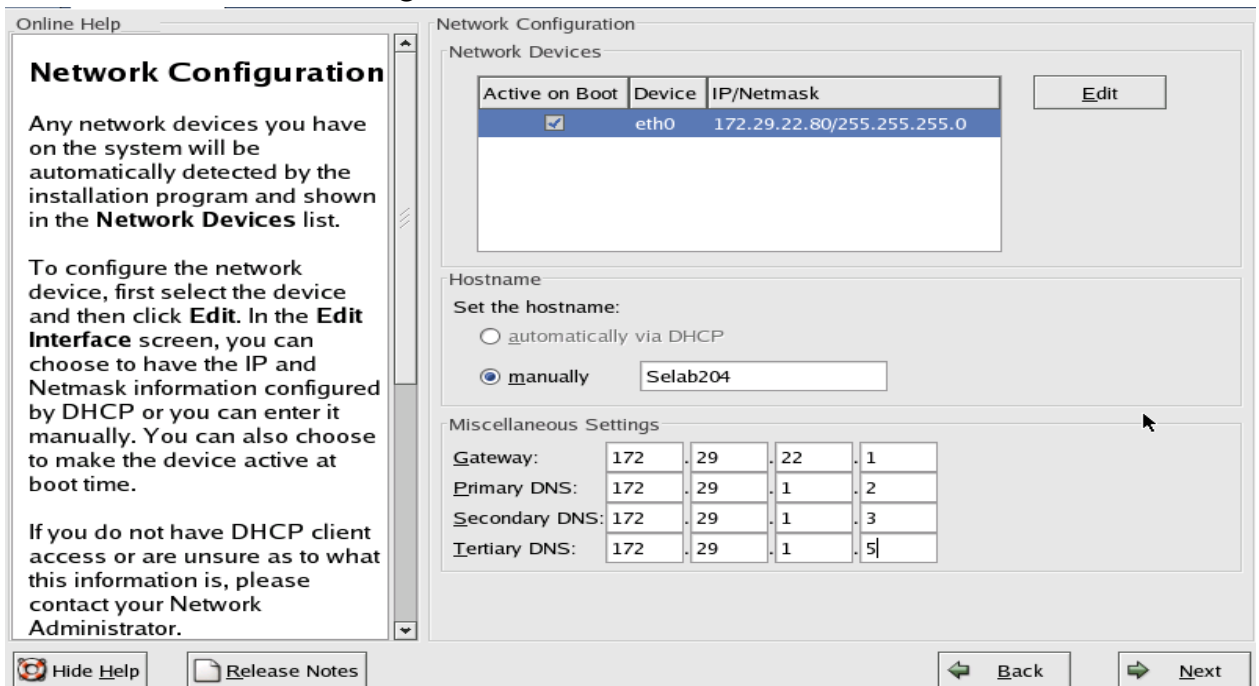 Online Help
Network Configuration
Any network devices you have
on the system will be
automatically detected by the
installation program and shown
in the Network Devices list.
To configure the network
device, first select the device
and then click Edit. In the Edit
Interface screen, you can
choose to have the IP and
Netmask information configured
by DHCP or you can enter it
manually. You can also choose
to make the device active at
boot time.
If you do not have DHCP client
access or are unsure as to what
this information is, please
contact your Network
Administrator.
Network Configuration
Network Devices
Active on Boot Device IP/Netmask
eth0 172.29.22.80/255.255.255.0
Edit
Hostname
Set the hostname:
automatically via DHCP
manually Selab204
Miscellaneous Settings
Gateway: 172 . 29 . 22 . 1
Primary DNS: 172 . 29 . 1 . 2
Secondary DNS: 172 . 29 . 1 . 3
Tertiary DNS: 172 . 29 . 1 . 5
Hide Help Release Notes Back Next